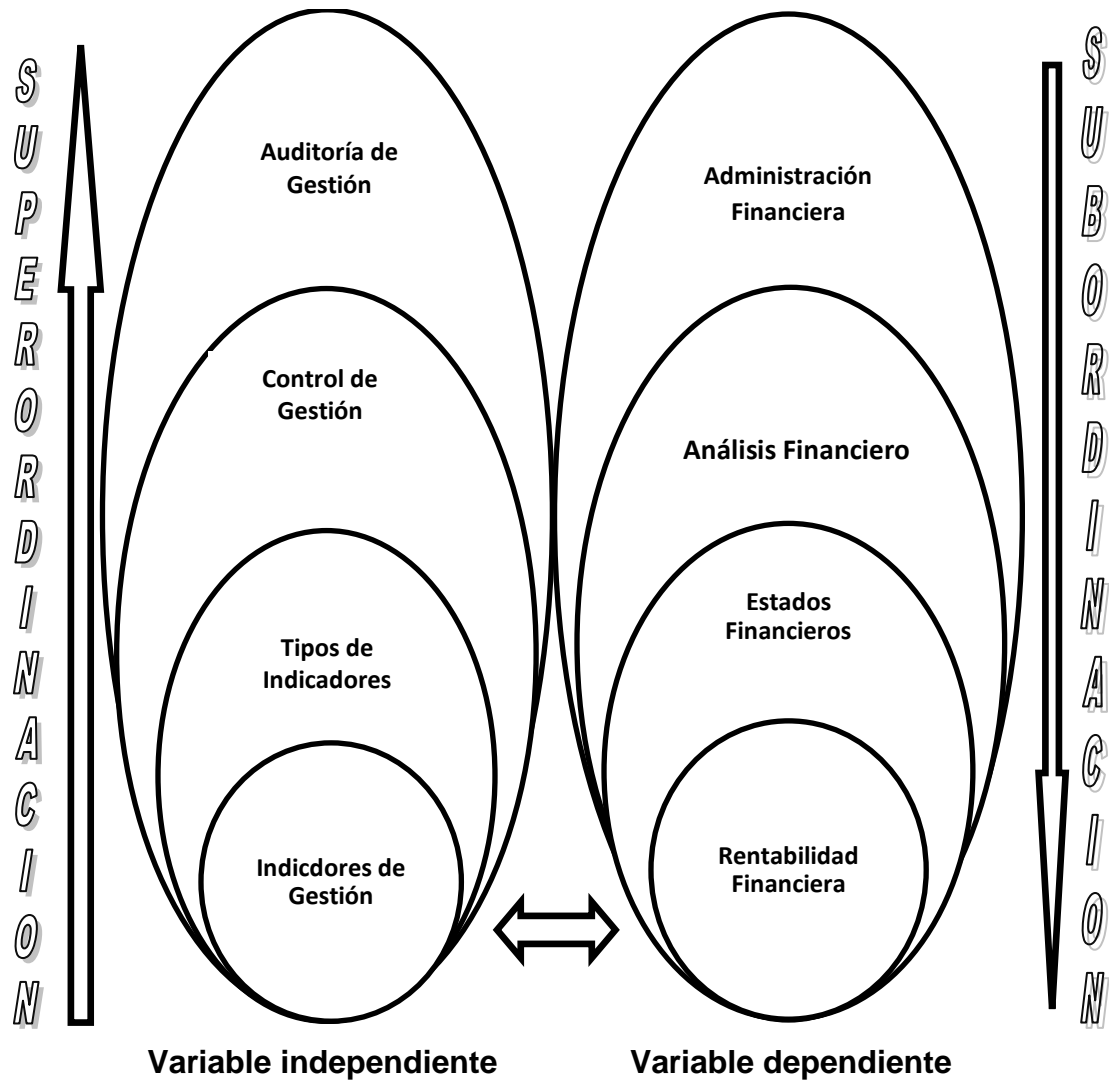 SUPERORDINACION
Auditoría de
Gestión
Control de
Gestión
Tipos de
Indicadores
Indicdores de
Gestión
Administración
Financiera
Análisis Financiero
Estados
Financieros
Rentabilidad
Financiera
SUBORDINACION
Variable independiente
Variable dependiente